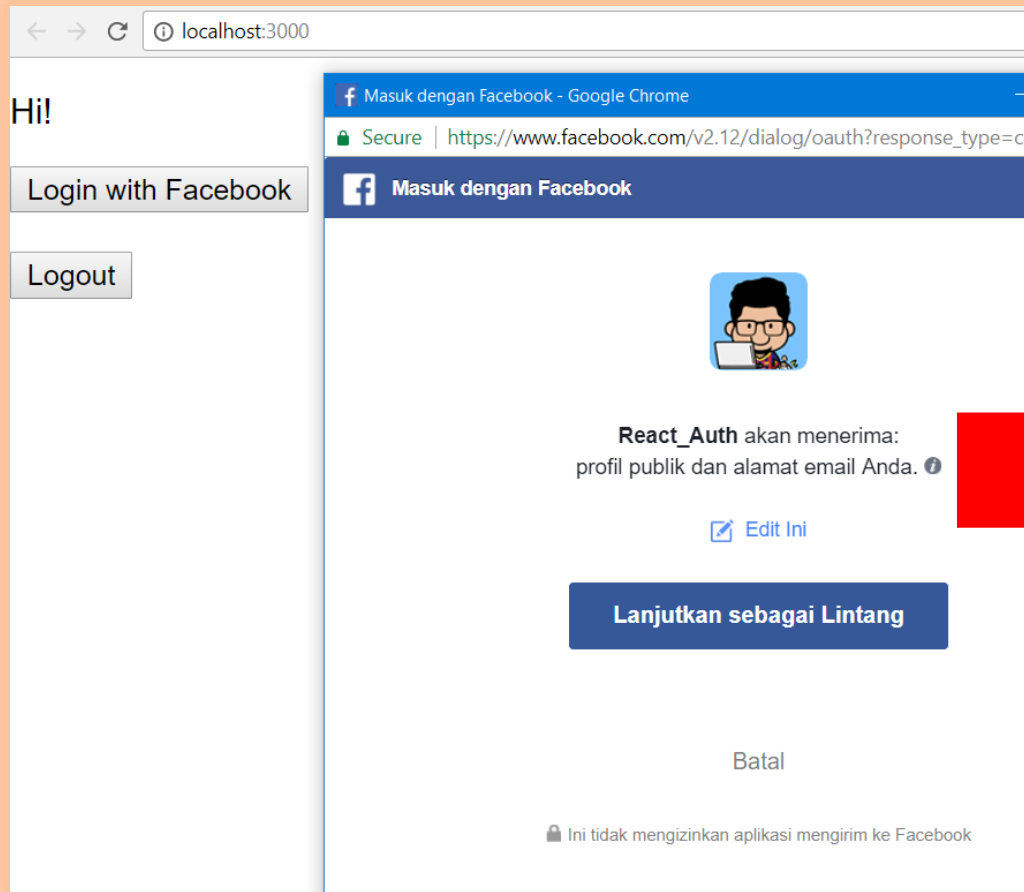 localhost:3000
Hi!
Login with Facebook
Logout
Masuk dengan Facebook - Google Chrome
Secure | https://www.facebook.com/v2.12/dialog/oauth?response_type=c
Masuk dengan Facebook
React_Auth akan menerima:
profil publik dan alamat email Anda.
Edit Ini
Lanjutkan sebagai Lintang
Batal
Ini tidak mengizinkan aplikasi mengirim ke Facebook